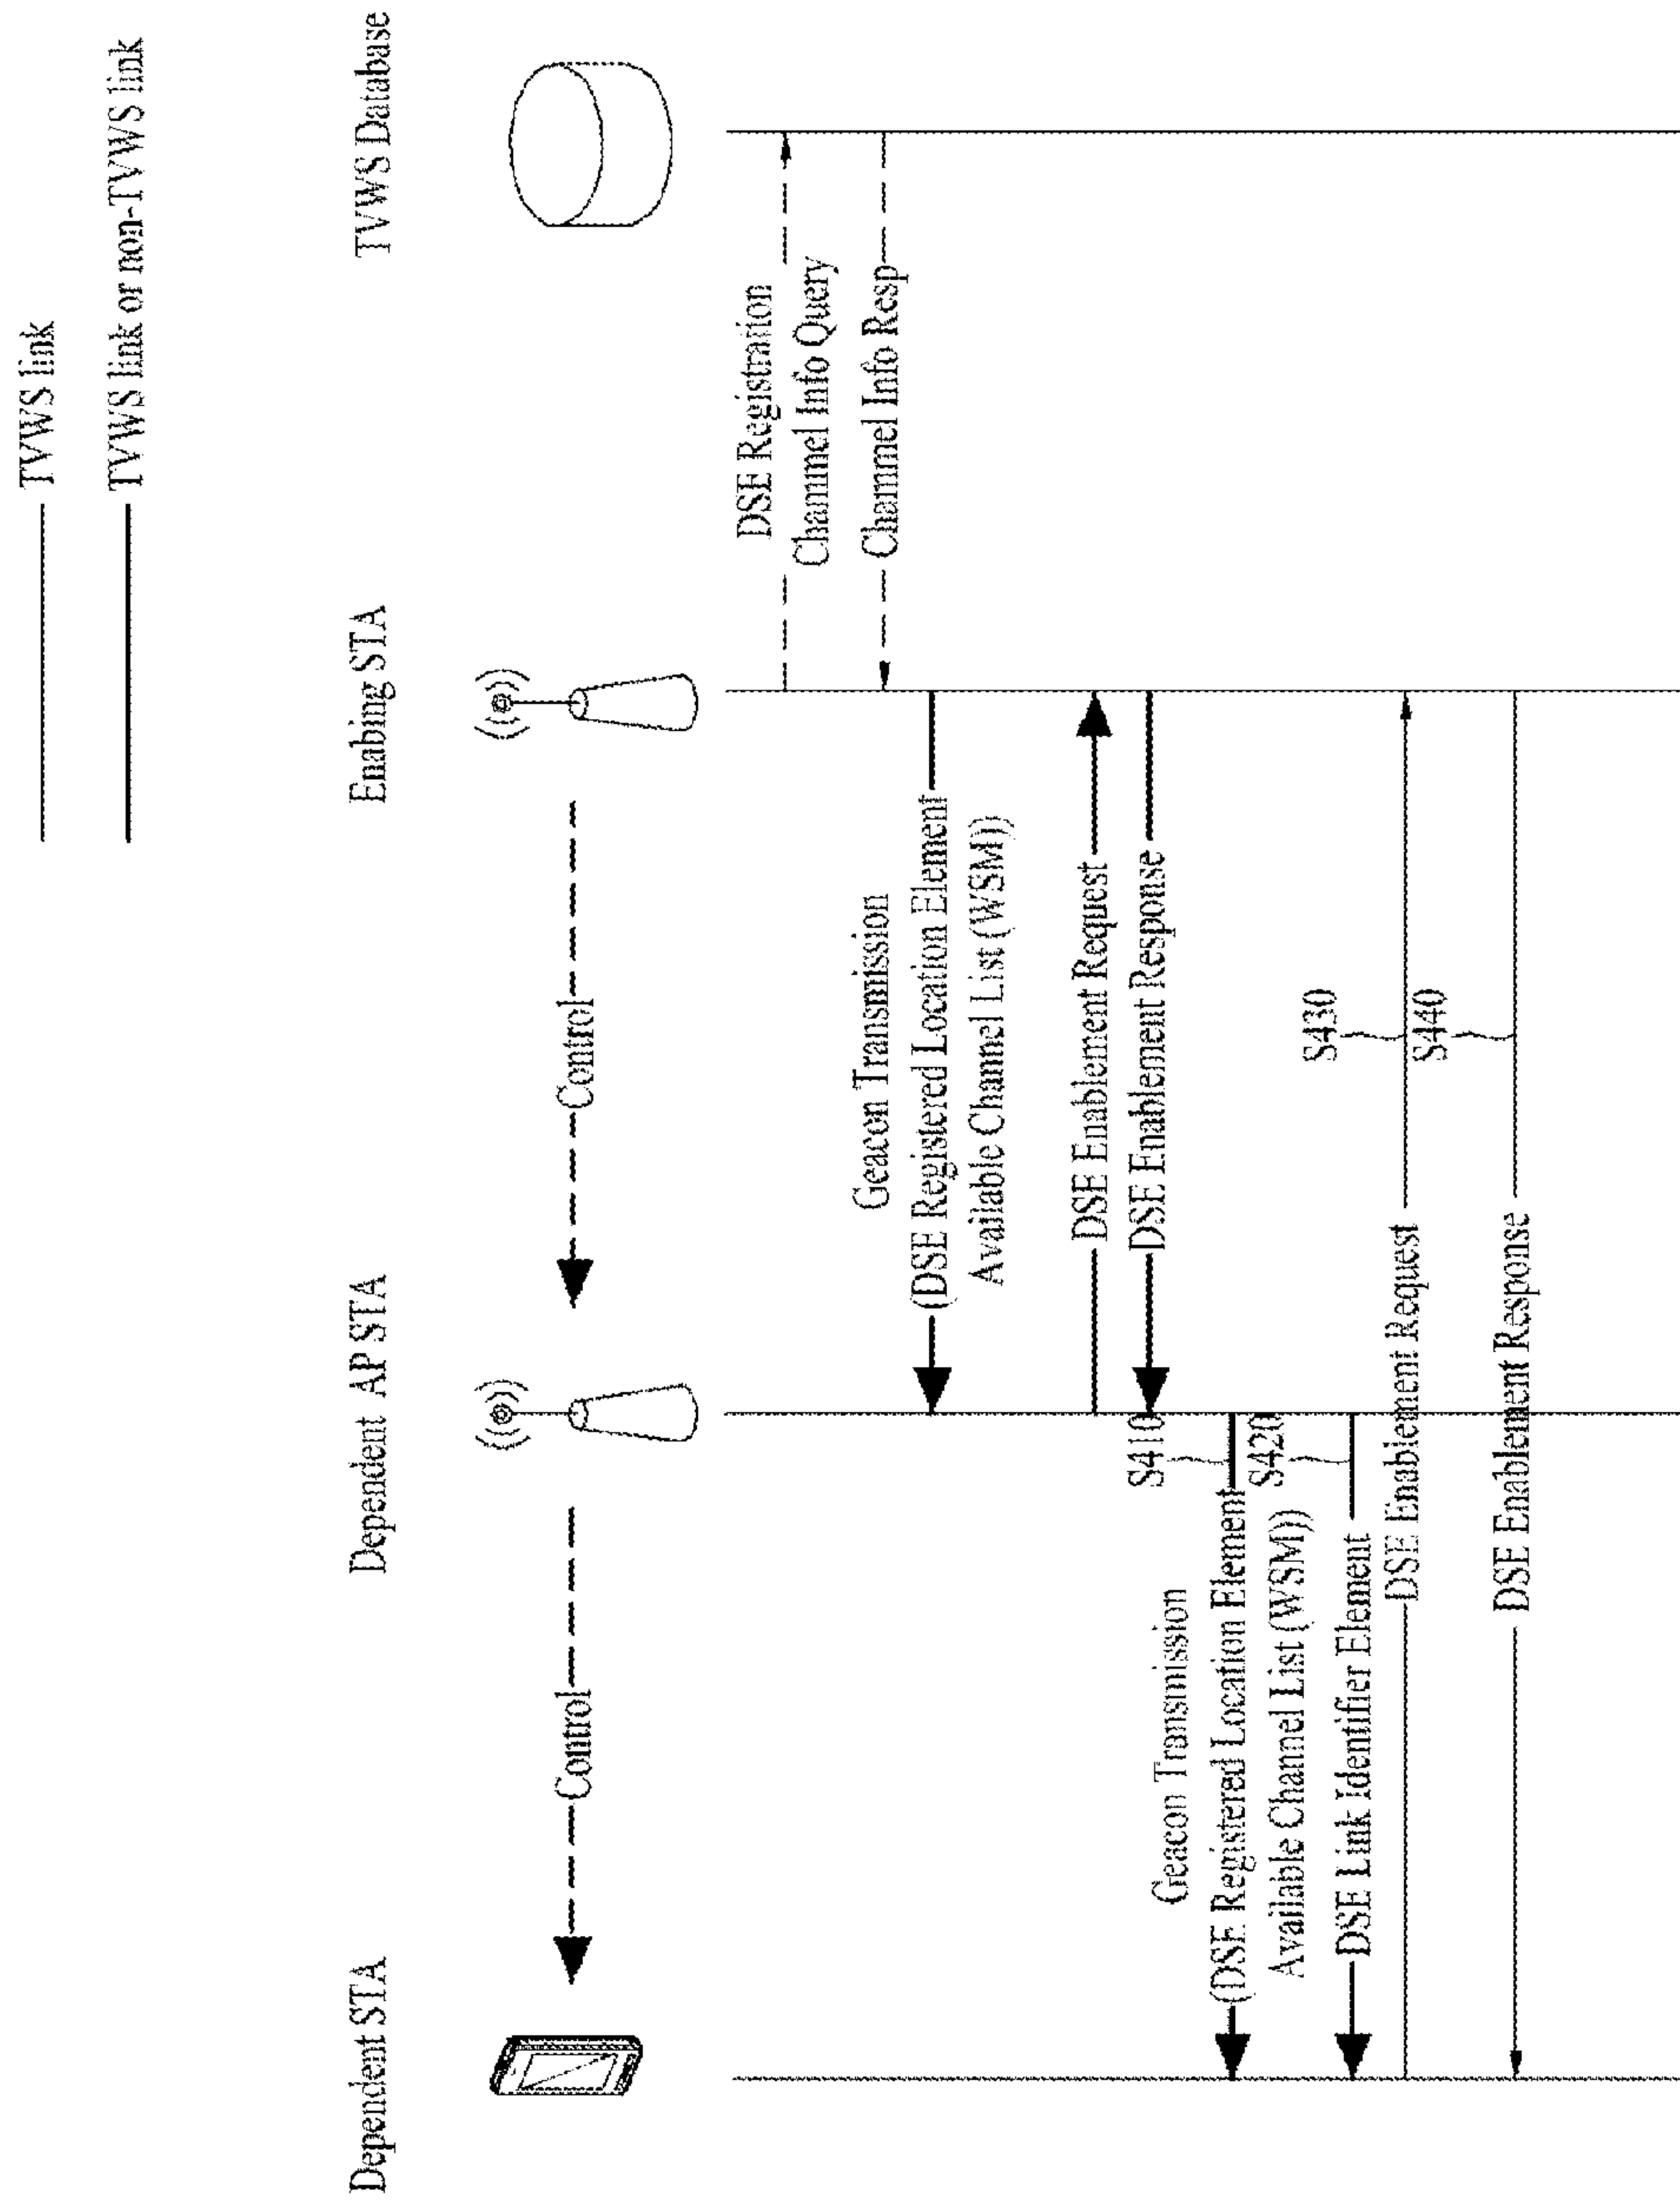 TVWS link
TVWS link or non-TVWS link
Dependent STA
Dependent AP STA
Enabing STA
TVWS Database
Control
Control
DSE Registration
Channel Info Query
Channel Info Resp
Geacon Transmission
(DSE Registered Location Element
Available Channel List (WSM))
DSE Enablement Request
DSE Enablement Response
S410
Geacon Transmission
(DSE Registered Location Element
Available Channel List (WSM))
S420
DSE Link Identifier Element
S430
DSE Enablement Request
S440
DSE Enablement Response